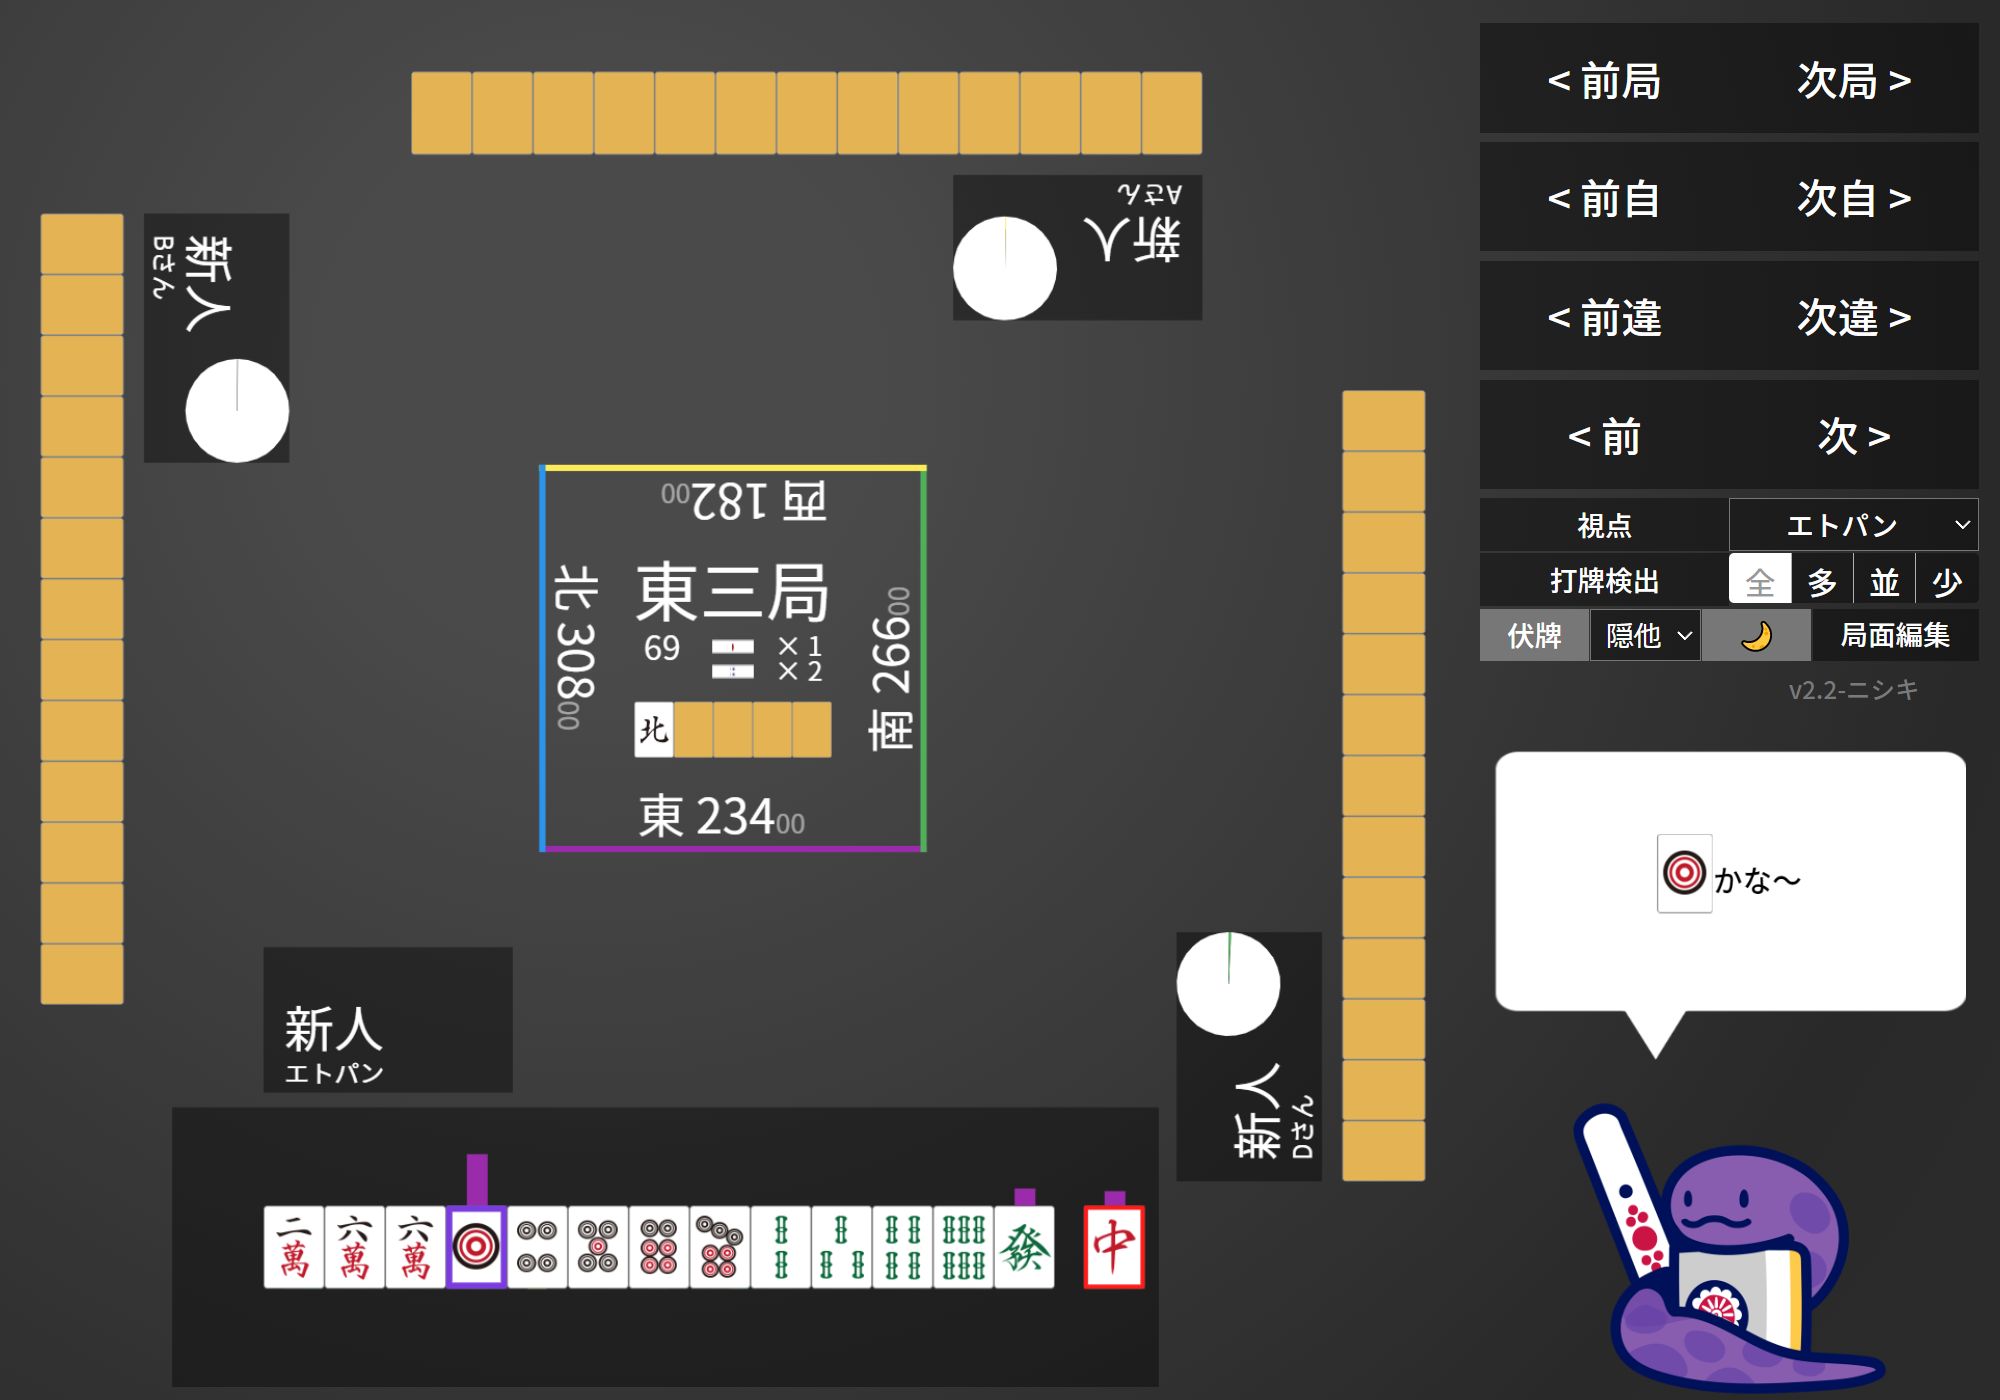 < 前局 次局 >
< 前自 次自 >
< 前違 次違 >
< 前 次 >
視点 エトパン
打牌検出 全 多 並 少
伏牌 隠他 局面編集
v2.2-ニシキ
かな～
新人
Aさん
新人
Bさん
西 18200
北 30800
東三局
69 × 1
× 2
北
南 26600
東 23400
新人
Dさん
新人
エトパン
二萬 六萬 六萬 發 中